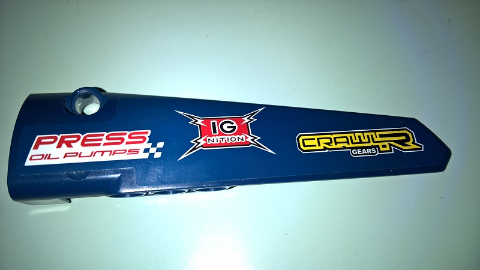 PRESS
OIL PUMPS
IG
NITION
CRAWLR
GEARS